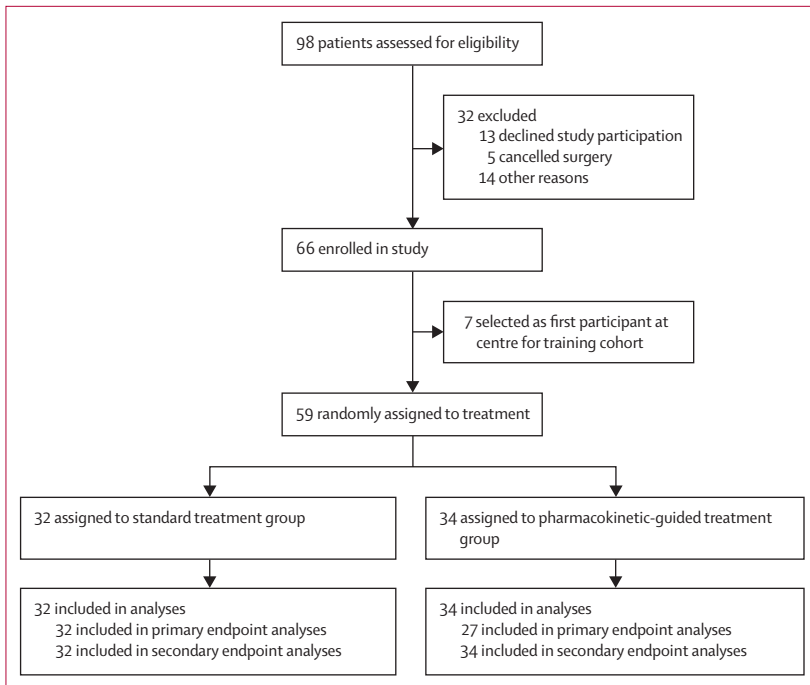 98 patients assessed for eligibility
32 excluded
13 declined study participation
5 cancelled surgery
14 other reasons
66 enrolled in study
7 selected as first participant at
centre for training cohort
59 randomly assigned to treatment
32 assigned to standard treatment group
34 assigned to pharmacokinetic-guided treatment
group
32 included in analyses
32 included in primary endpoint analyses
32 included in secondary endpoint analyses
34 included in analyses
27 included in primary endpoint analyses
34 included in secondary endpoint analyses